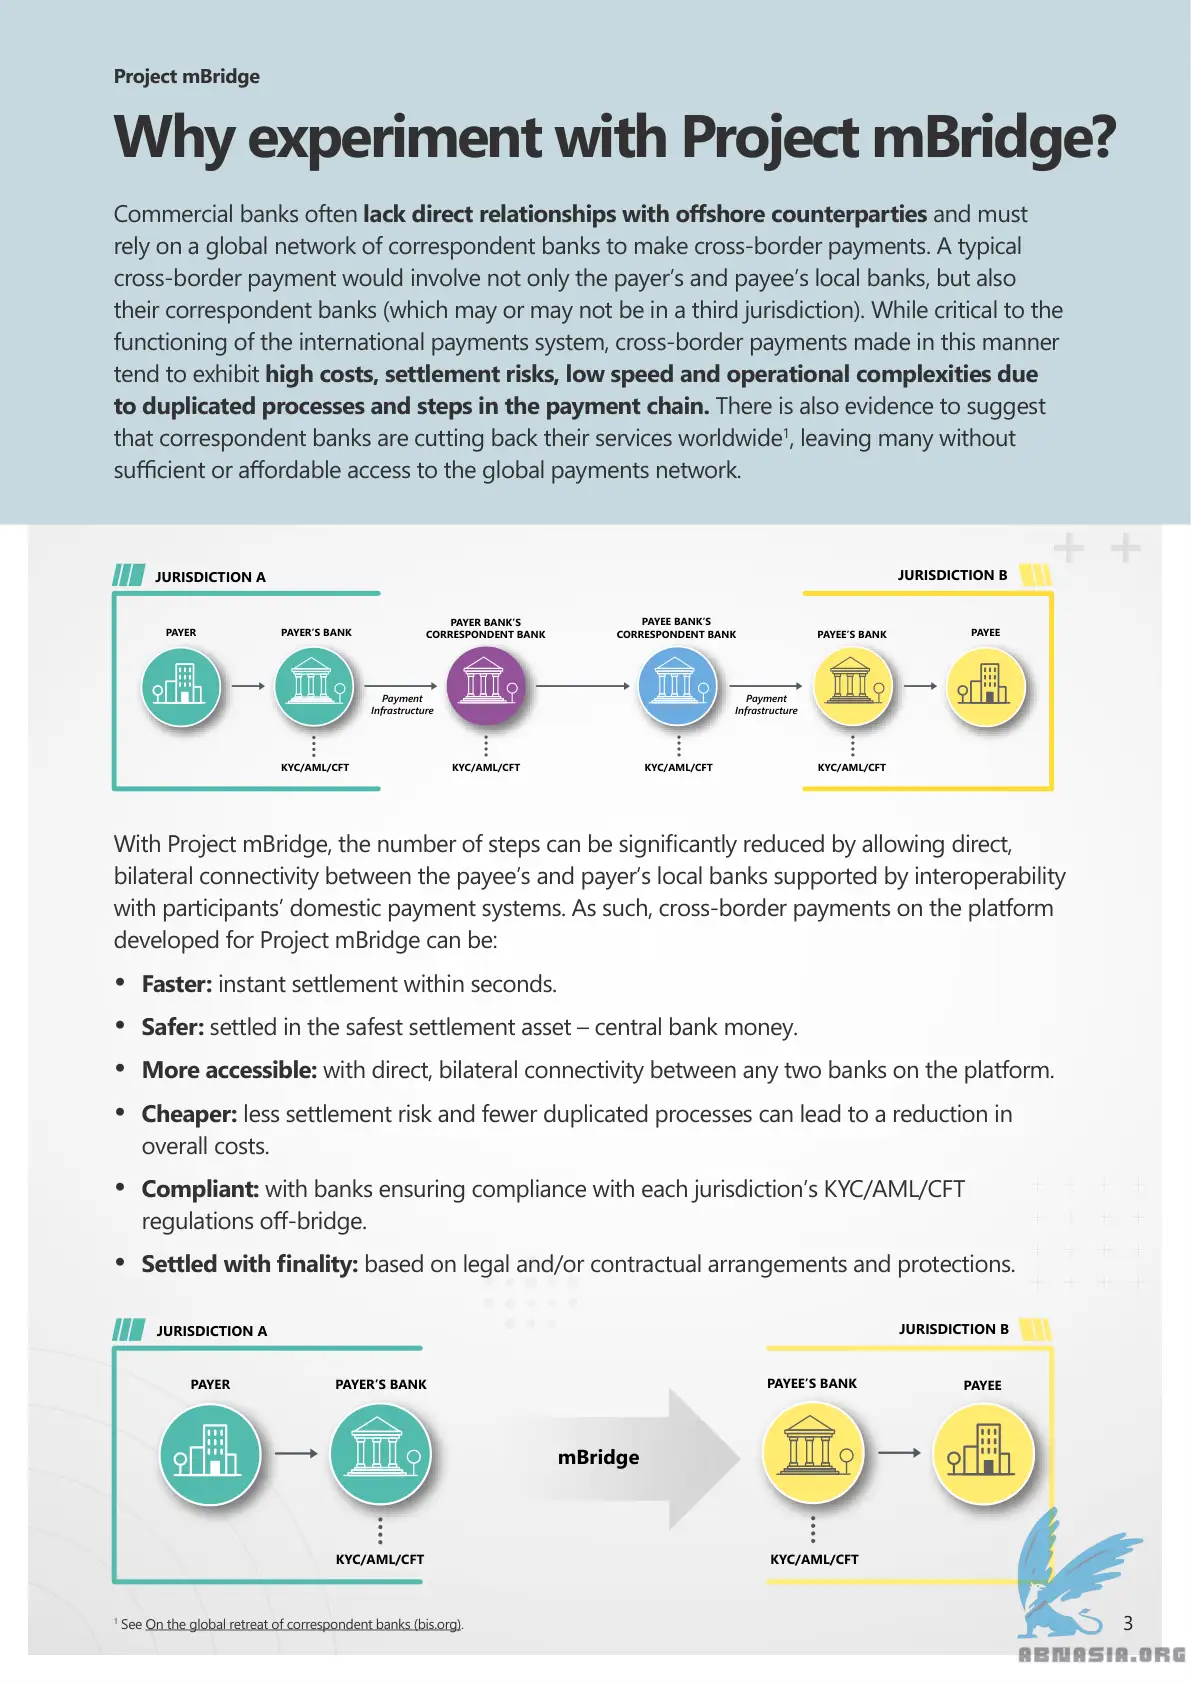 Project mBridge
Why experiment with Project mBridge?
Commercial banks often lack direct relationships with offshore counterparties and must
rely on a global network of correspondent banks to make cross-border payments. A typical
cross-border payment would involve not only the payer’s and payee’s local banks, but also
their correspondent banks (which may or may not be in a third jurisdiction). While critical to the
functioning of the international payments system, cross-border payments made in this manner
tend to exhibit high costs, settlement risks, low speed and operational complexities due
to duplicated processes and steps in the payment chain. There is also evidence to suggest
that correspondent banks are cutting back their services worldwide1, leaving many without
sufficient or affordable access to the global payments network.
JURISDICTION A
JURISDICTION B
PAYER
PAYER’S BANK
PAYER BANK’S
CORRESPONDENT BANK
PAYEE BANK’S
CORRESPONDENT BANK
PAYEE’S BANK
PAYEE
Payment
Infrastructure
Payment
Infrastructure
KYC/AML/CFT
KYC/AML/CFT
KYC/AML/CFT
KYC/AML/CFT
With Project mBridge, the number of steps can be significantly reduced by allowing direct,
bilateral connectivity between the payee’s and payer’s local banks supported by interoperability
with participants’ domestic payment systems. As such, cross-border payments on the platform
developed for Project mBridge can be:
• Faster: instant settlement within seconds.
• Safer: settled in the safest settlement asset – central bank money.
• More accessible: with direct, bilateral connectivity between any two banks on the platform.
• Cheaper: less settlement risk and fewer duplicated processes can lead to a reduction in
overall costs.
• Compliant: with banks ensuring compliance with each jurisdiction’s KYC/AML/CFT
regulations off-bridge.
• Settled with finality: based on legal and/or contractual arrangements and protections.
JURISDICTION A
JURISDICTION B
PAYER
PAYER’S BANK
PAYEE’S BANK
PAYEE
mBridge
KYC/AML/CFT
KYC/AML/CFT
1 See On the global retreat of correspondent banks (bis.org).
3
ABNASIA.ORG